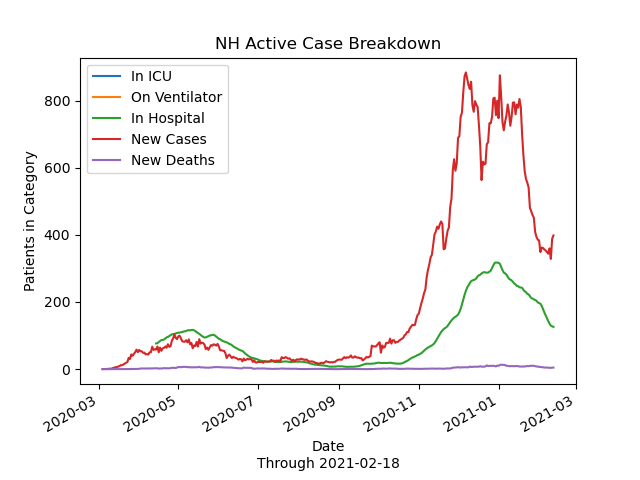 NH Active Case Breakdown
In ICU
On Ventilator
In Hospital
New Cases
New Deaths
Patients in Category
800
600
400
200
0
2020-03
2020-05
2020-07
2020-09
2020-11
2021-01
2021-03
Date
Through 2021-02-18